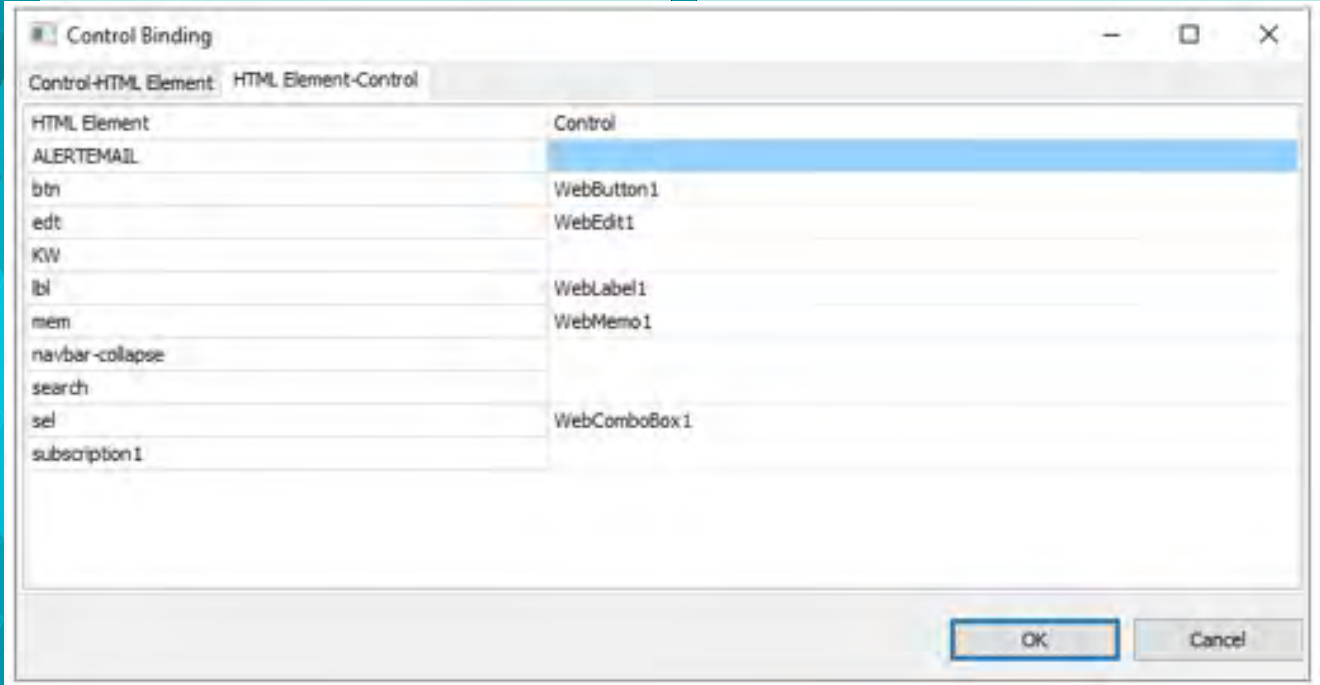 Control Binding
Control-HTML Element HTML Element-Control
HTML Element Control
ALERTEMAIL
btn WebButton1
edt WebEdit1
KW
lbl WebLabel1
mem WebMemo1
navbar-collapse
search
sel WebComboBox1
subscription1
OK Cancel